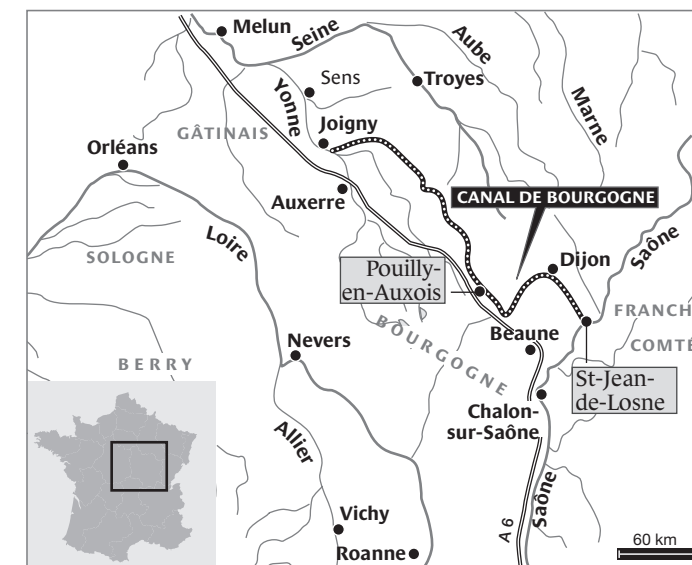 Melun
Seine
Aube
Sens
Troyes
Yonne
Marne
Joigny
GÂTINAIS
Orléans
Auxerre
CANAL DE BOURGOGNE
Loire
SOLOGNE
Saône
Dijon
Pouilly-
en-Auxois
FRANCH
BOURGOGNE
Beaune
COMTÉ
Nevers
BERRY
St-Jean-
de-Losne
Chalon-
sur-Saône
Allier
Saône
A 6
Vichy
60 km
Roanne